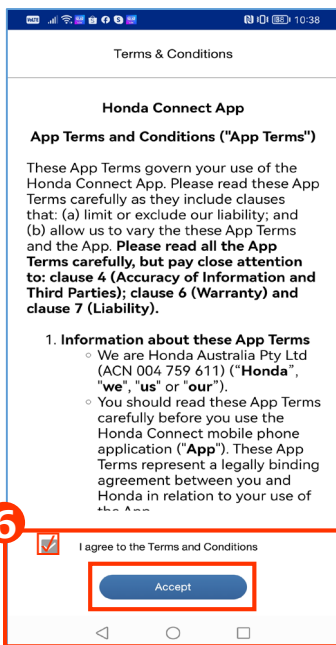 10:38
Terms & Conditions
Honda Connect App
App Terms and Conditions ("App Terms")
These App Terms govern your use of the
Honda Connect App. Please read these App
Terms carefully as they include clauses
that: (a) limit or exclude our liability; and
(b) allow us to vary the these App Terms
and the App. Please read all the App
Terms carefully, but pay close attention
to: clause 4 (Accuracy of Information and
Third Parties); clause 6 (Warranty) and
clause 7 (Liability).
1. Information about these App Terms
◦ We are Honda Australia Pty Ltd
(ACN 004 759 611) ("Honda",
"we", "us" or "our").
◦ You should read these App Terms
carefully before you use the
Honda Connect mobile phone
application ("App"). These App
Terms represent a legally binding
agreement between you and
Honda in relation to your use of
the App
6
I agree to the Terms and Conditions
Accept